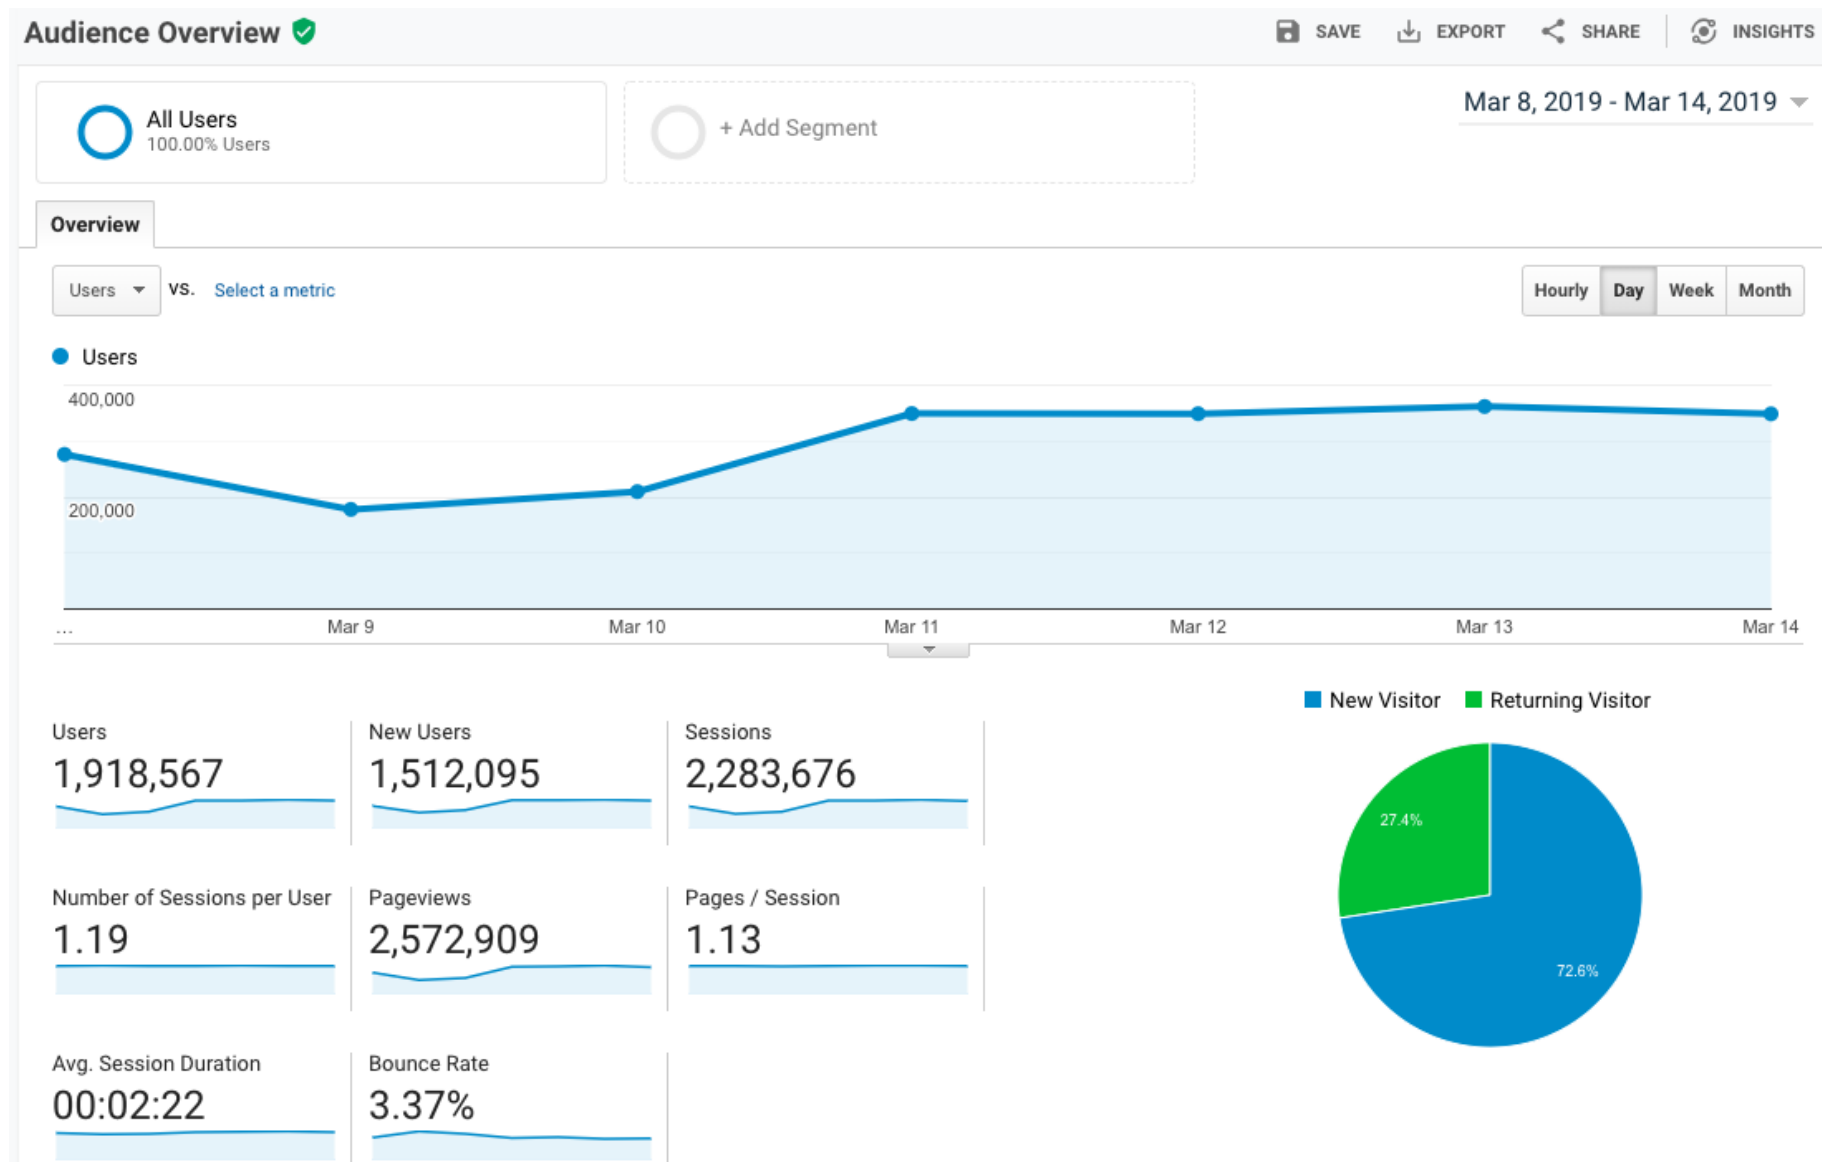 Audience Overview
SAVE
EXPORT
SHARE
INSIGHTS
All Users
100.00% Users
+ Add Segment
Mar 8, 2019 - Mar 14, 2019
Overview
Users
VS.
Select a metric
Hourly
Day
Week
Month
Users
400,000
200,000
...
Mar 9
Mar 10
Mar 11
Mar 12
Mar 13
Mar 14
New Visitor
Returning Visitor
Users
1,918,567
New Users
1,512,095
Sessions
2,283,676
27.4%
72.6%
Number of Sessions per User
1.19
Pageviews
2,572,909
Pages / Session
1.13
Avg. Session Duration
00:02:22
Bounce Rate
3.37%